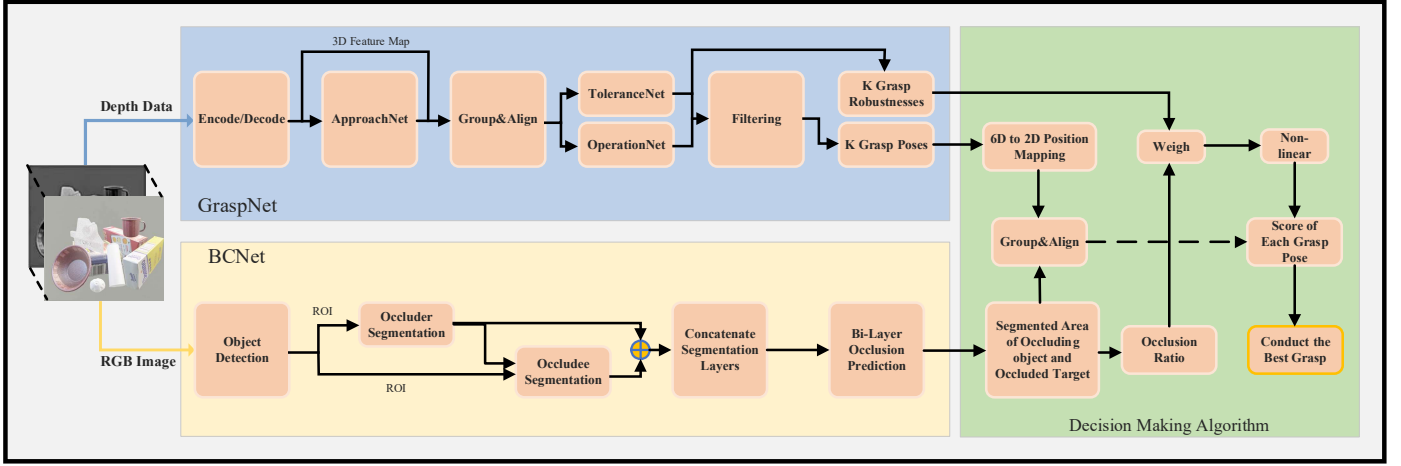 3D Feature Map
Depth Data
Encode/Decode
ApproachNet
Group&Align
ToleranceNet
OperationNet
Filtering
K Grasp
Robustnesses
K Grasp Poses
GraspNet
6D to 2D Position
Mapping
Weigh
Non-
linear
Group&Align
Score of
Each Grasp
Pose
BCNet
RGB Image
Object
Detection
ROI
Occluder
Segmentation
ROI
Occludee
Segmentation
Concatenate
Segmentation
Layers
Bi-Layer
Occlusion
Prediction
Segmented Area
of Occluding
object and
Occluded Target
Occlusion
Ratio
Conduct the
Best Grasp
Decision Making Algorithm